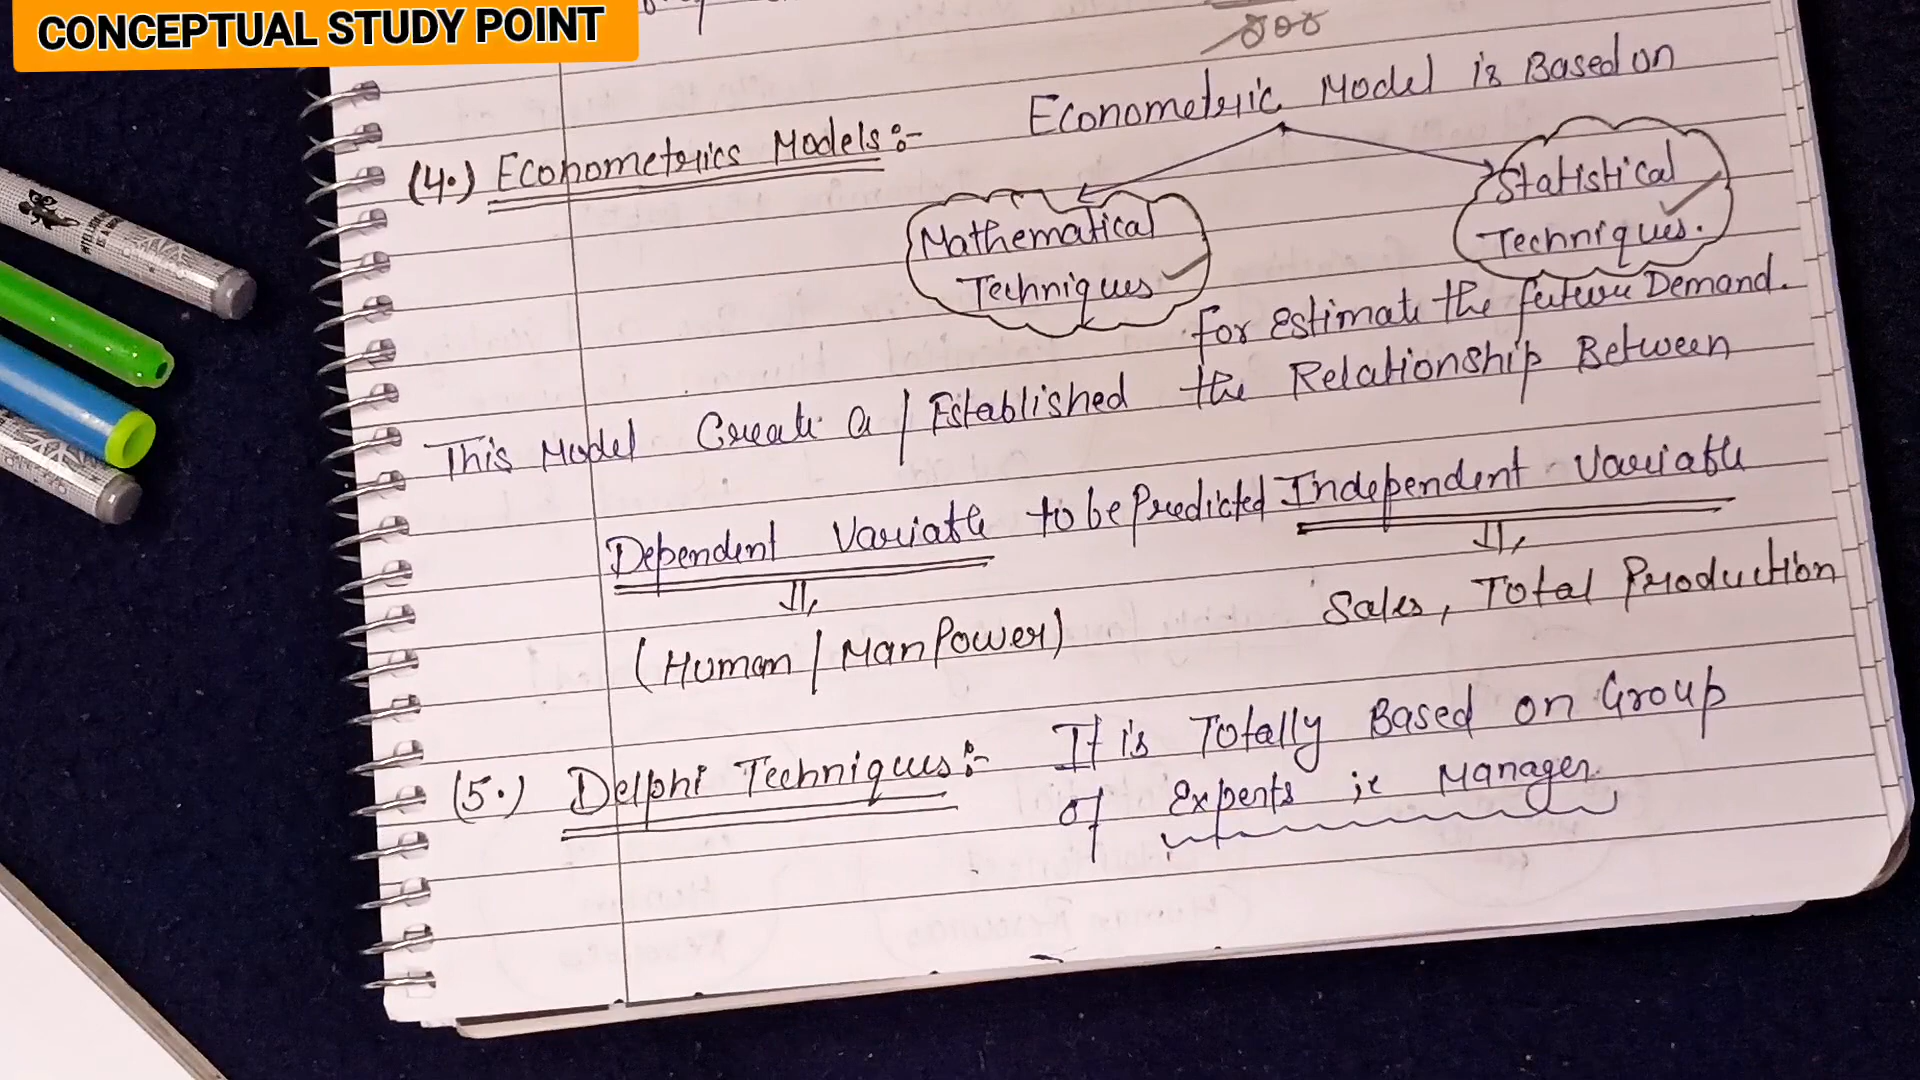 CONCEPTUAL STUDY POINT
Econometric Model is Based on
(4.) Econometrics Models:-
Mathematical Techniques
Statistical Techniques.
for estimate the future Demand.
This Model Create a / Established the Relationship Between
Dependent Variable to be Predicted Independent Variable
(Human / ManPower) Sales, Total Production
(5.) Delphi Techniques:- It is Totally Based on Group
of Experts ie Manager.